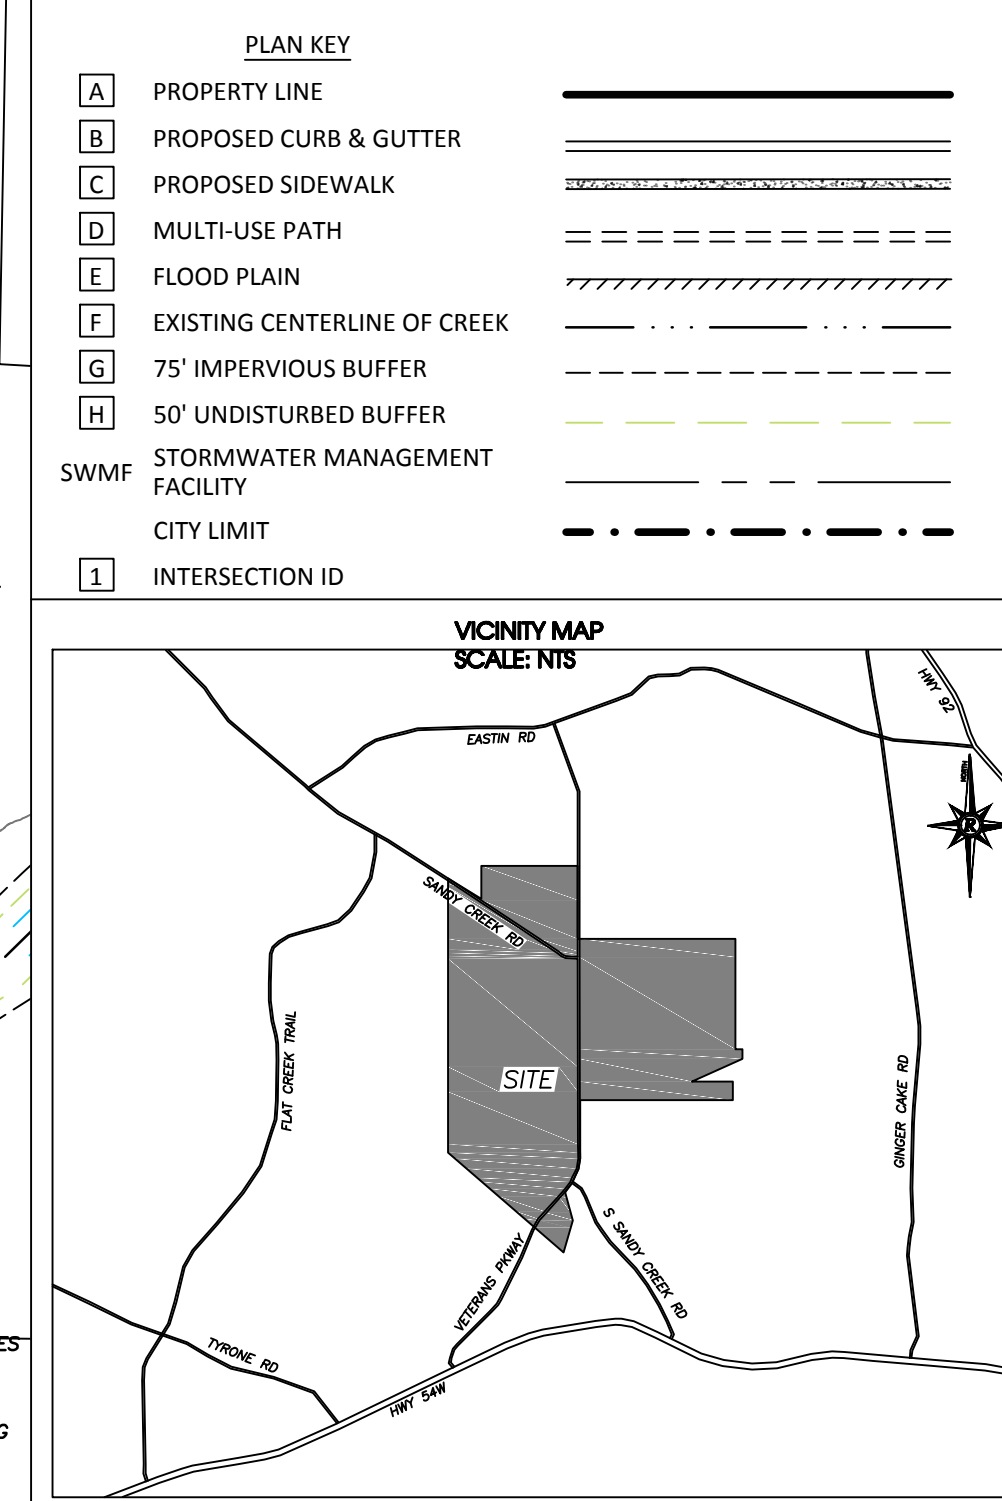 PLAN KEY
A PROPERTY LINE
B PROPOSED CURB & GUTTER
C PROPOSED SIDEWALK
D MULTI-USE PATH
E FLOOD PLAIN
F EXISTING CENTERLINE OF CREEK
G 75' IMPERVIOUS BUFFER
H 50' UNDISTURBED BUFFER
SWMF STORMWATER MANAGEMENT
FACILITY
CITY LIMIT
1 INTERSECTION ID
VICINITY MAP
SCALE: NTS
HWY 92
EASTIN RD
NORTH
R
SANDY CREEK RD
FLAT CREEK TRAIL
SITE
GINGER CAKE RD
S SANDY CREEK RD
VETERANS PKWAY
TYRONE RD
HWY 54W
ES
G